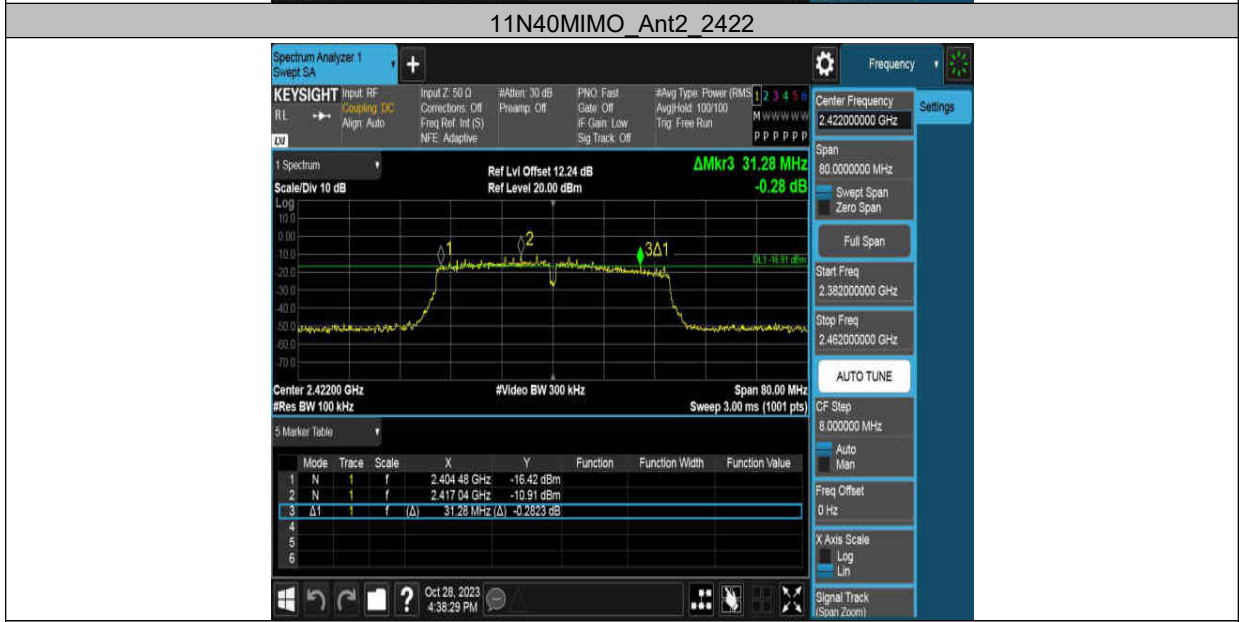 11N40MIMO_Ant2_2422
Spectrum Analyzer 1
Swept SA
+
Frequency
KEYSIGHT
RL
LXI
Input: RF
Coupling: DC
Align: Auto
Input Z: 50 Ω
Corrections: Off
Freq Ref: Int (S)
NFE: Adaptive
#Atten: 30 dB
Preamp: Off
PNO: Fast
Gate: Off
IF Gain: Low
Sig Track: Off
#Avg Type: Power (RMS
Avg|Hold: 100/100
Trig: Free Run
1 2 3 4 5 6
M W W W W W
P P P P P P
1 Spectrum
Scale/Div 10 dB
Ref Lvl Offset 12.24 dB
Ref Level 20.00 dBm
ΔMkr3 31.28 MHz
-0.28 dB
Log
10.0
0.00
-10.0
-20.0
-30.0
-40.0
-50.0
-60.0
-70.0
1
2
3Δ1
DL1 -16.91 dBm
Center 2.42200 GHz
#Res BW 100 kHz
#Video BW 300 kHz
Span 80.00 MHz
Sweep 3.00 ms (1001 pts)
5 Marker Table
Mode Trace Scale X Y Function Function Width Function Value
1 N 1 f 2.404 48 GHz -16.42 dBm
2 N 1 f 2.417 04 GHz -10.91 dBm
3 Δ1 1 f (Δ) 31.28 MHz (Δ) -0.2823 dB
4
5
6
?
Oct 28, 2023
4:38:29 PM
Center Frequency
2.422000000 GHz
Settings
Span
80.0000000 MHz
Swept Span
Zero Span
Full Span
Start Freq
2.382000000 GHz
Stop Freq
2.462000000 GHz
AUTO TUNE
CF Step
8.000000 MHz
Auto
Man
Freq Offset
0 Hz
X Axis Scale
Log
Lin
Signal Track
(Span Zoom)